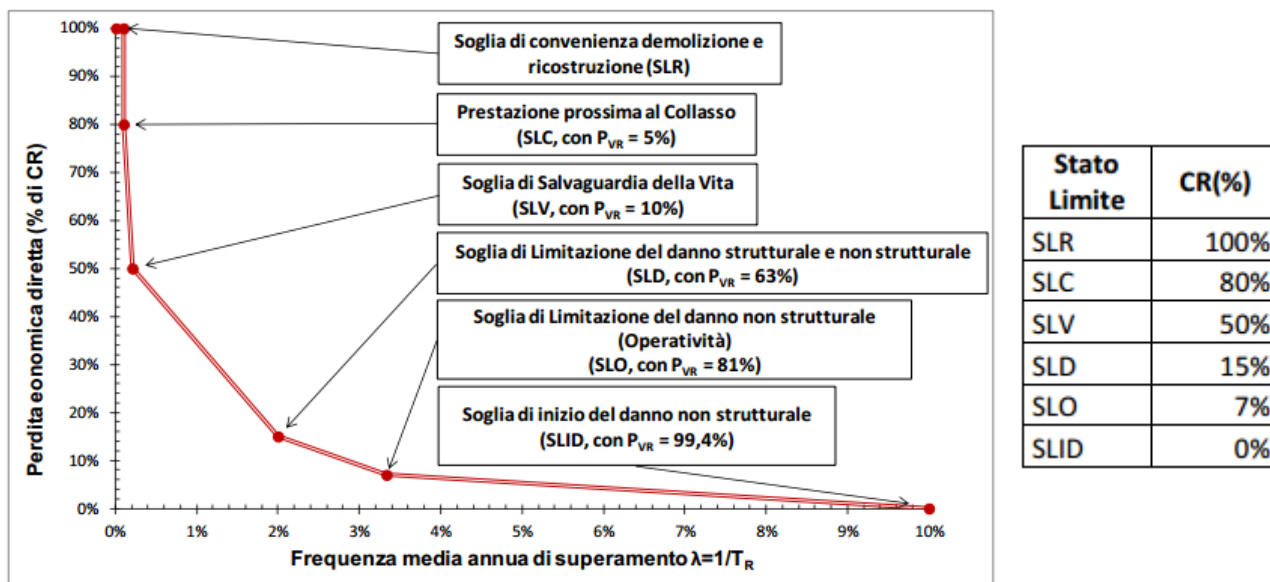 100%
90%
80%
70%
60%
50%
40%
30%
20%
10%
0%
Perdita economica diretta (% di CR)
Soglia di convenienza demolizione e
ricostruzione (SLR)
Prestazione prossima al Collasso
(SLC, con PVR = 5%)
Soglia di Salvaguardia della Vita
(SLV, con PVR = 10%)
Soglia di Limitazione del danno strutturale e non strutturale
(SLD, con PVR = 63%)
Soglia di Limitazione del danno non strutturale
(Operatività)
(SLO, con PVR = 81%)
Soglia di inizio del danno non strutturale
(SLID, con PVR = 99,4%)
0% 1% 2% 3% 4% 5% 6% 7% 8% 9% 10%
Frequenza media annua di superamento λ=1/TR
Stato
Limite CR(%)
SLR 100%
SLC 80%
SLV 50%
SLD 15%
SLO 7%
SLID 0%